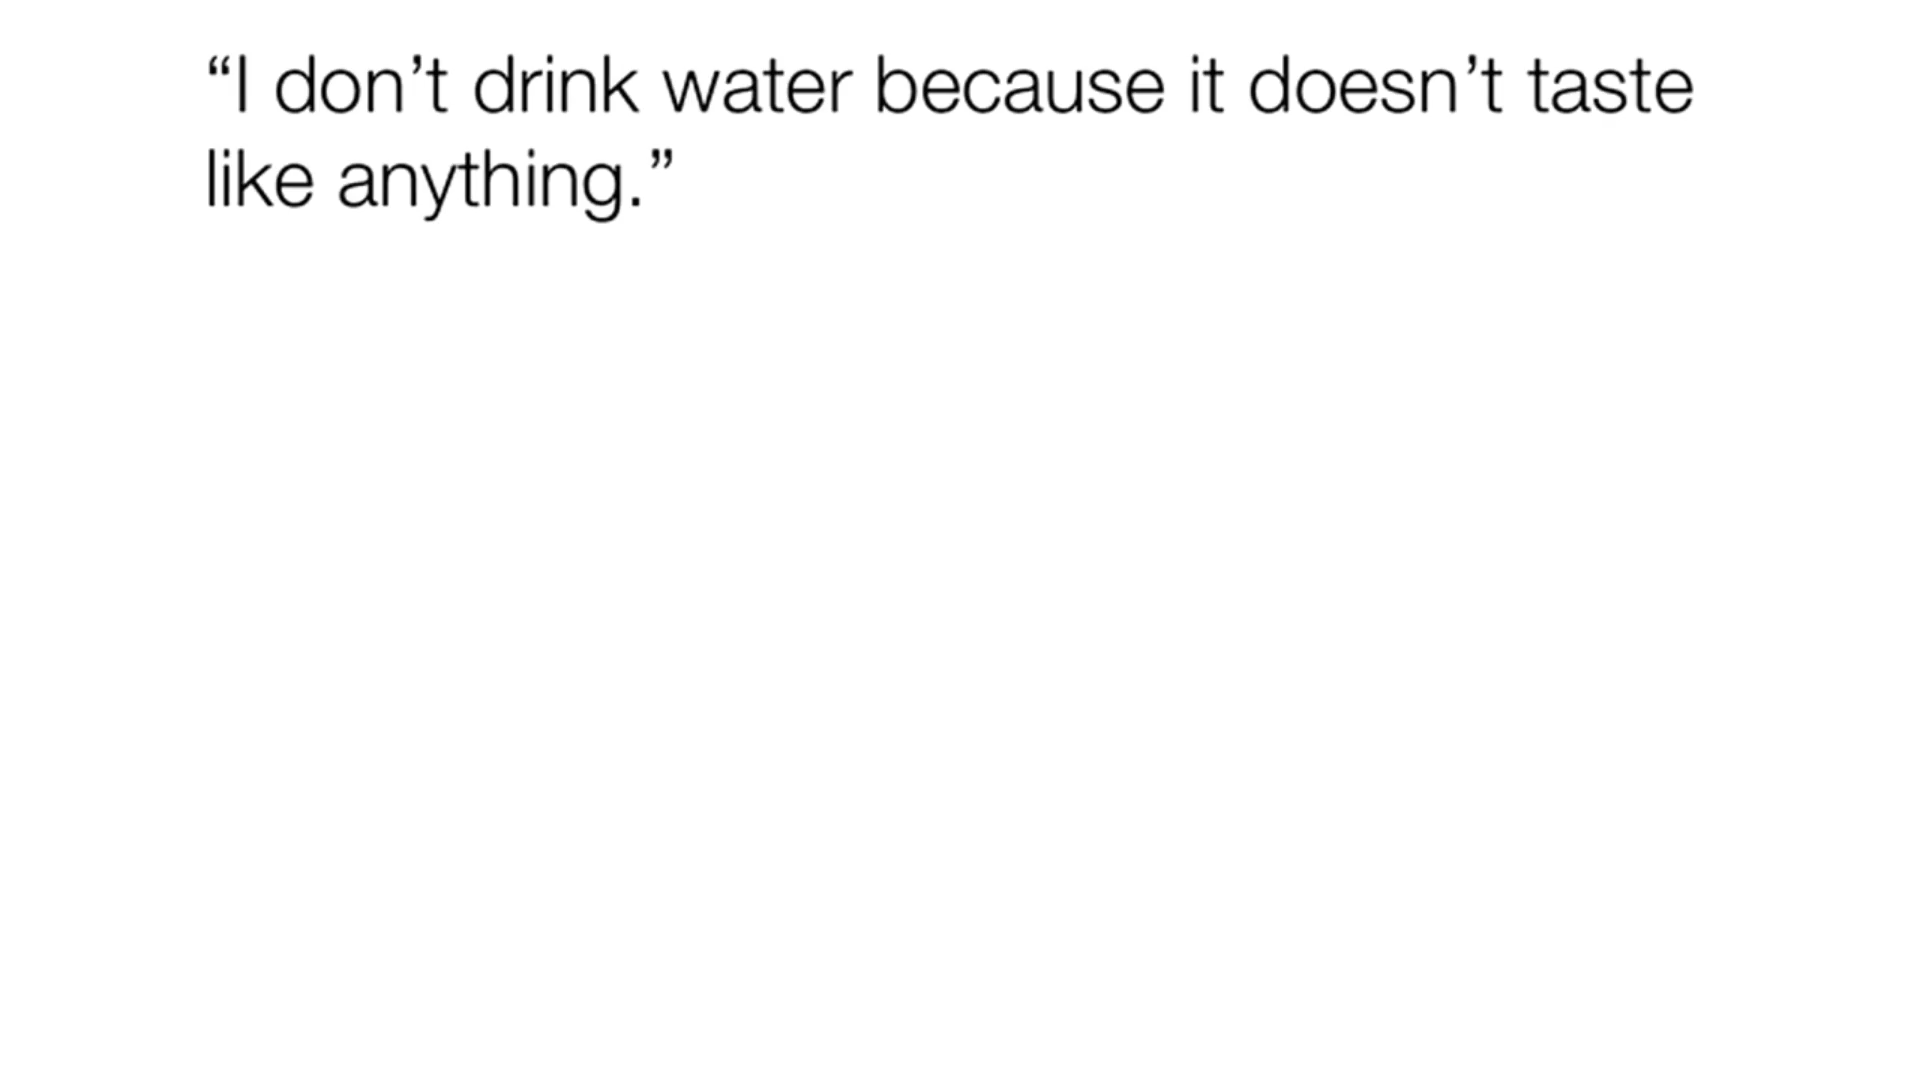 “I don’t drink water because it doesn’t taste
like anything.”